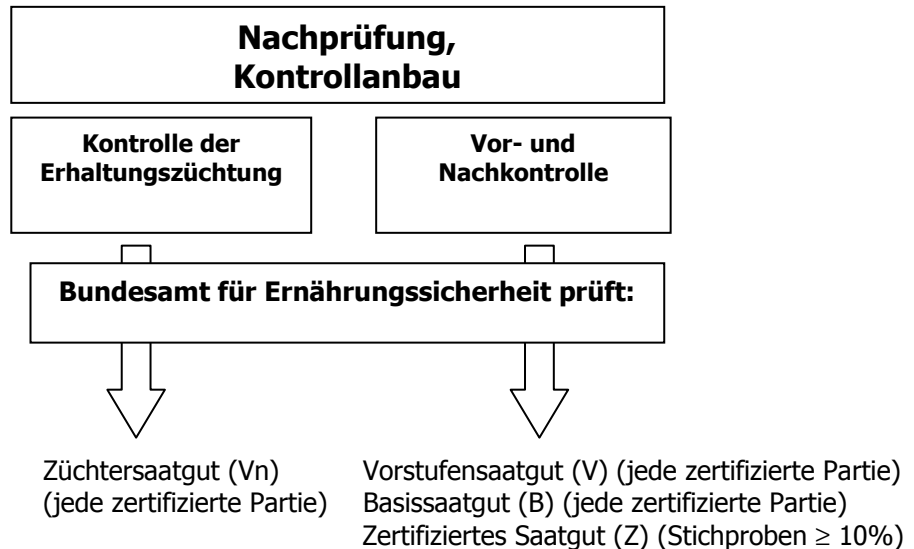 Nachprüfung,
Kontrollanbau
Kontrolle der
Erhaltungszüchtung
Vor- und
Nachkontrolle
Bundesamt für Ernährungssicherheit prüft:
Züchtersaatgut (Vn)
(jede zertifizierte Partie)
Vorstufensaatgut (V) (jede zertifizierte Partie)
Basissaatgut (B) (jede zertifizierte Partie)
Zertifiziertes Saatgut (Z) (Stichproben ≥ 10%)